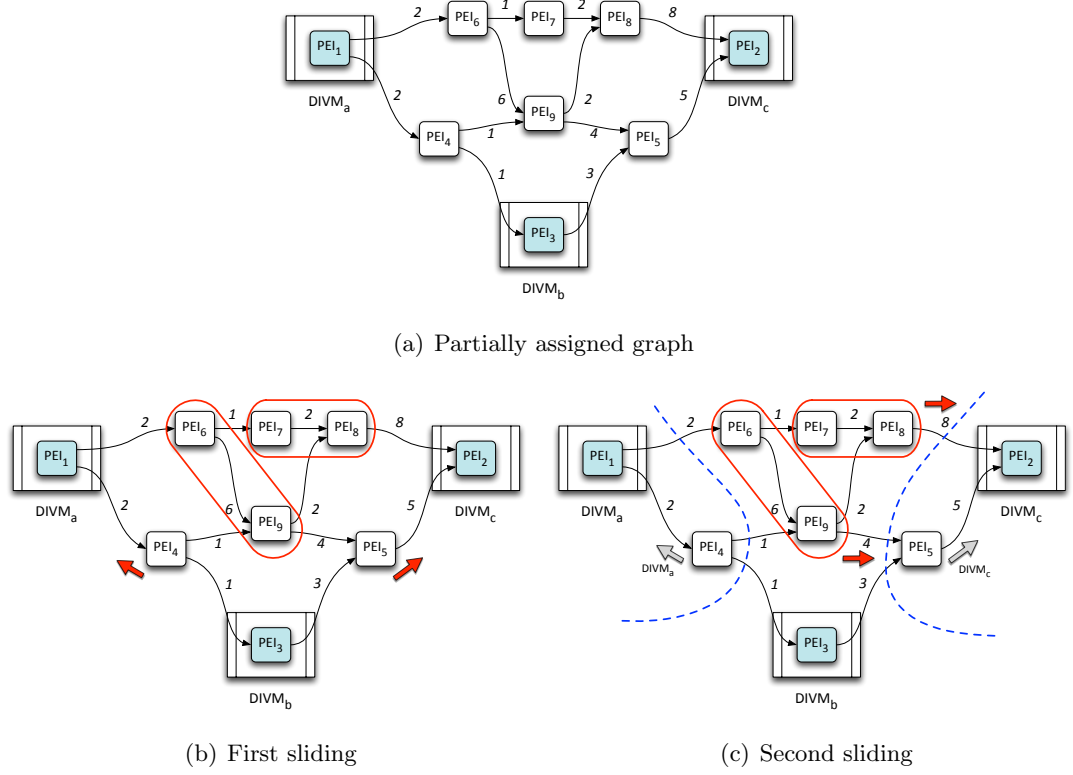 2 1 2 8
PEI6 PEI7 PEI8
PEI1 PEI2
DIVMa 2 6 PEI9 2 5 DIVMc
PEI4 1 4 PEI5
1 3
PEI3
DIVMb
(a) Partially assigned graph
2 1 2 8
PEI6 PEI7 PEI8
PEI1 PEI2
DIVMa 2 6 PEI9 2 5 DIVMc
PEI4 1 4 PEI5
1 3
PEI3
DIVMb
(b) First sliding
2 1 2 8
PEI6 PEI7 PEI8
PEI1 PEI2
DIVMa 2 6 PEI9 2 5 DIVMc
PEI4 1 4 PEI5
DIVMa DIVMc
1 3
PEI3
DIVMb
(c) Second sliding